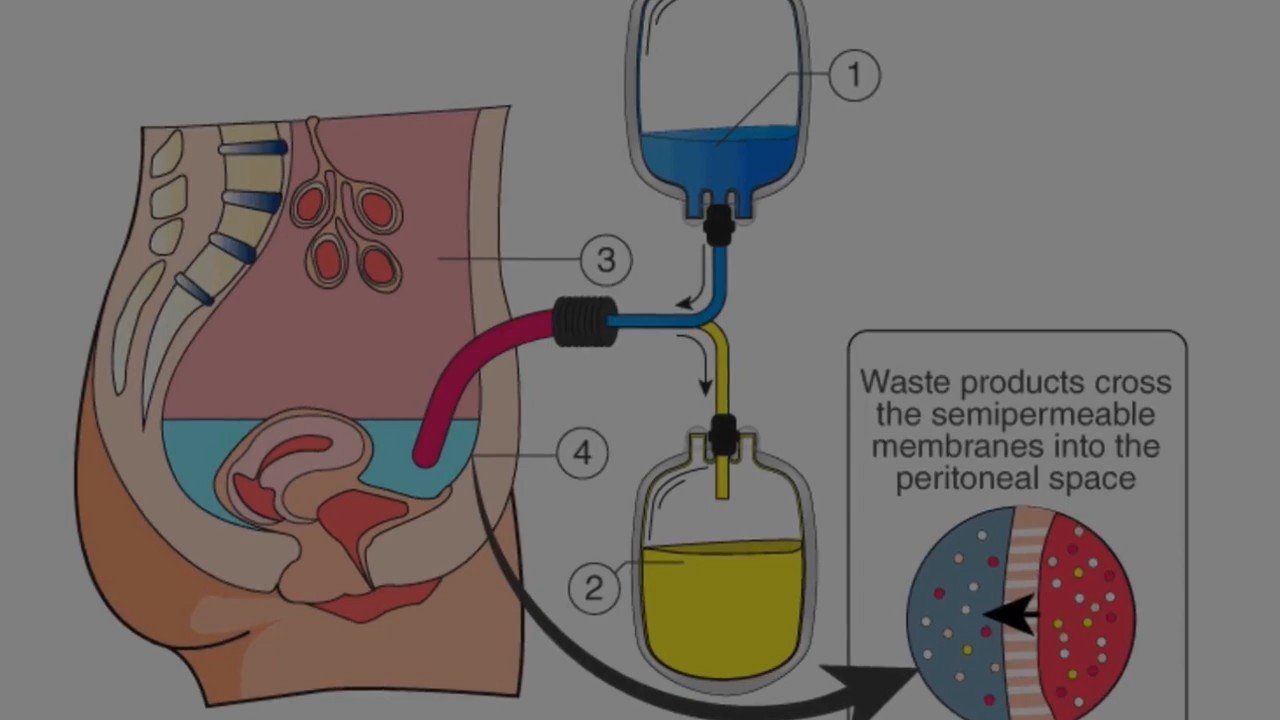 1
3
4
2
Waste products cross
the semipermeable
membranes into the
peritoneal space